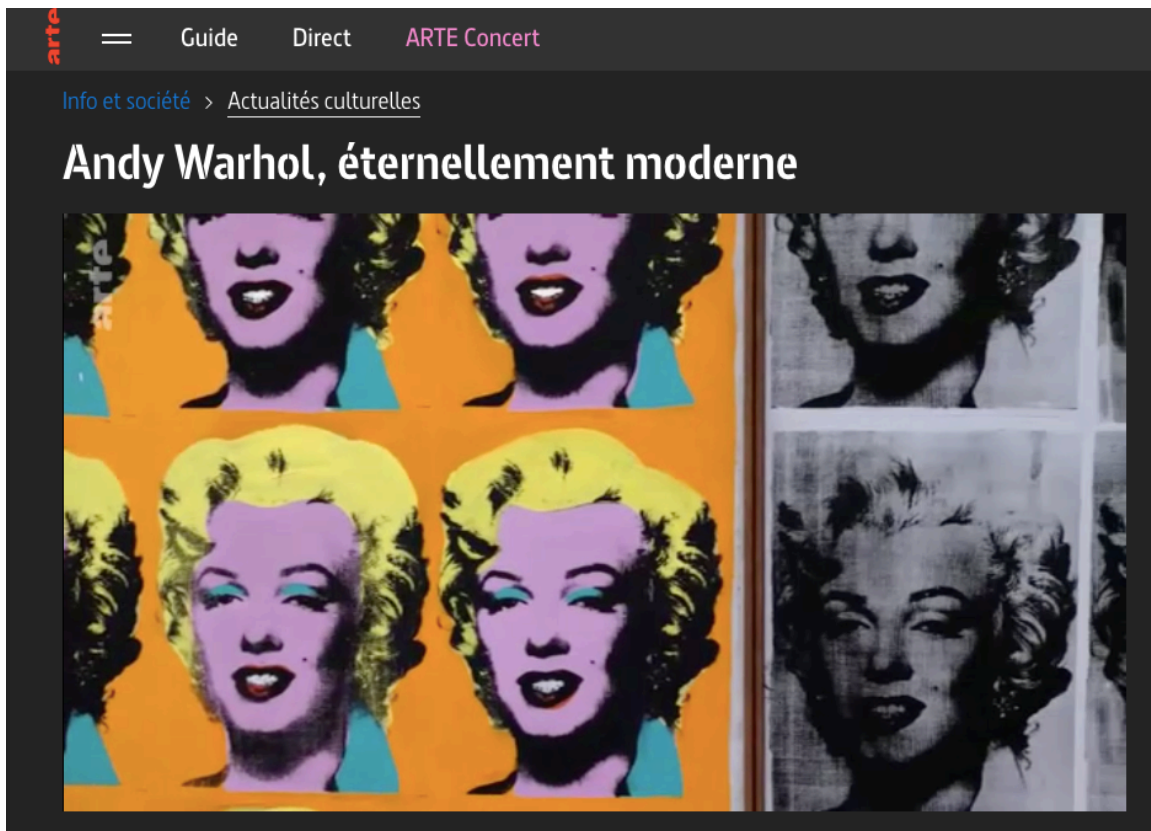 arte
Guide Direct ARTE Concert
Info et société > Actualités culturelles
Andy Warhol, éternellement moderne
arte